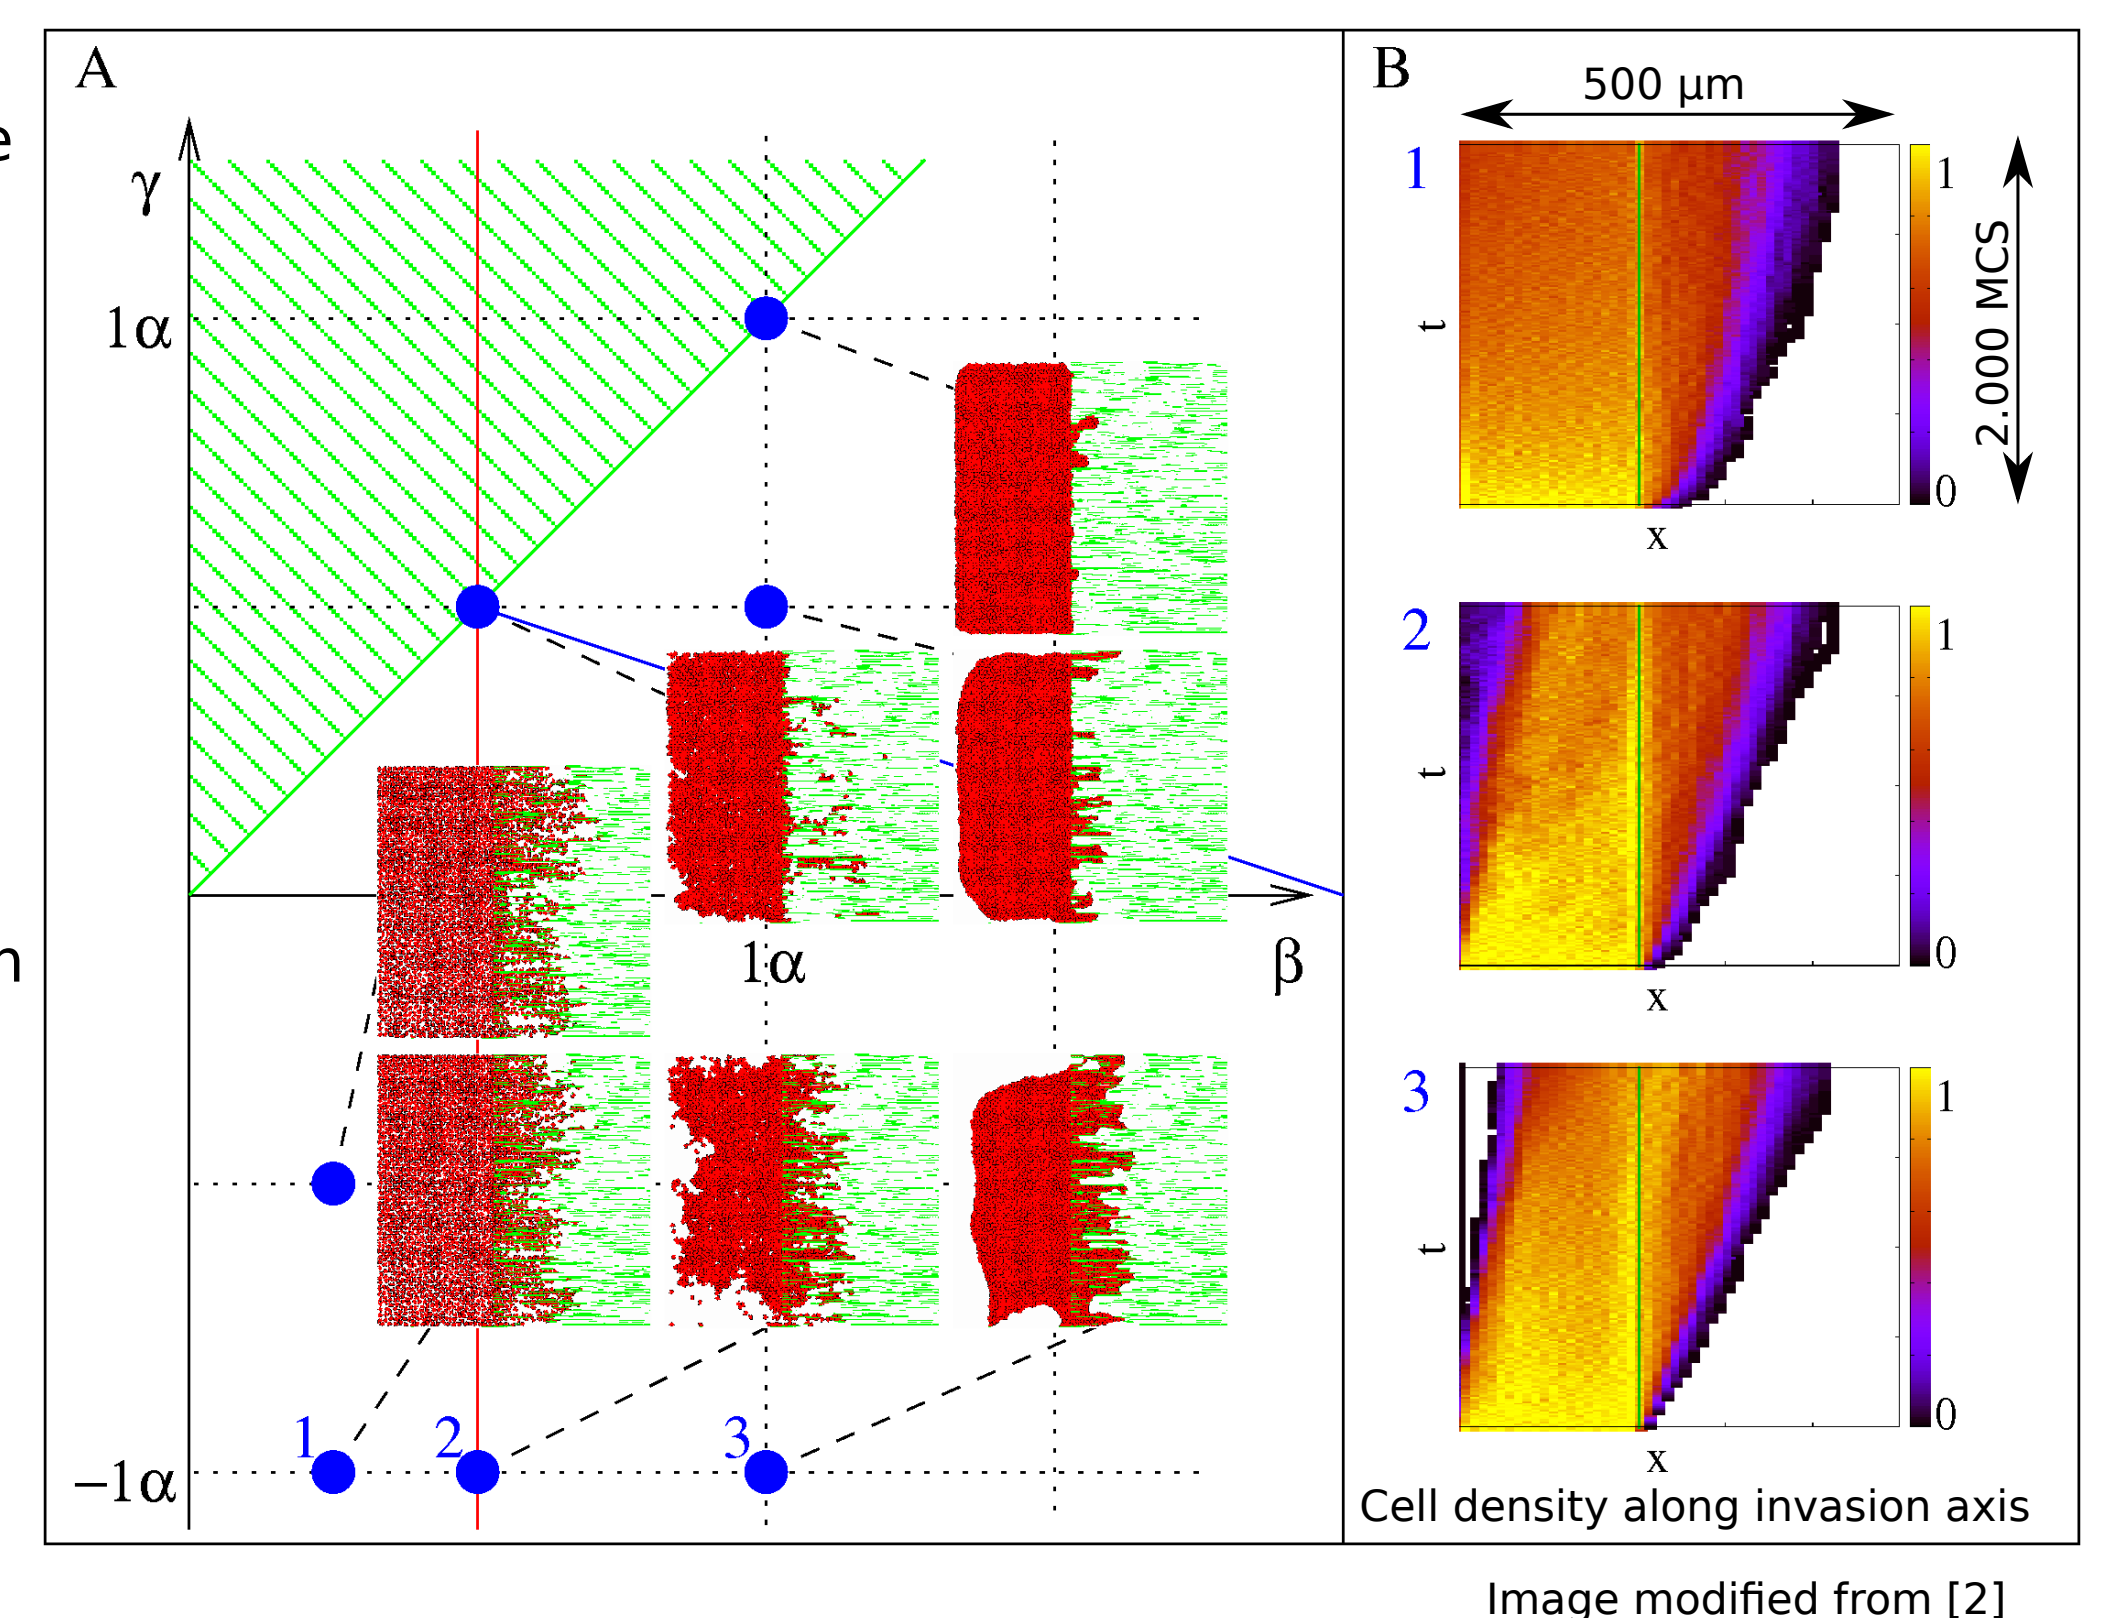 e
n
A
γ
1α
1α
β
1
2
3
−1α
B
500 µm
1
1
0
t
x
2.000 MCS
2
1
0
t
x
3
1
0
t
x
Cell density along invasion axis
Image modified from [2]